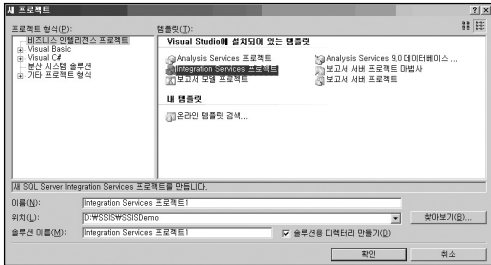 새 프로젝트
프로젝트 형식(P):
비즈니스 인텔리전스 프로젝트
Visual Basic
Visual C#
분산 시스템 솔루션
기타 프로젝트 형식
템플릿(T):
Visual Studio에 설치되어 있는 템플릿
Analysis Services 프로젝트
Analysis Services 9.0 데이터베이스 ...
Integration Services 프로젝트
보고서 서버 프로젝트 마법사
보고서 모델 프로젝트
보고서 서버 프로젝트
내 템플릿
온라인 템플릿 검색...
새 SQL Server Integration Services 프로젝트를 만듭니다.
이름(N):
Integration Services 프로젝트1
위치(L):
D:₩SSIS₩SSISDemo
찾아보기(B)...
솔루션 이름(M):
Integration Services 프로젝트1
솔루션용 디렉터리 만들기(D)
확인
취소